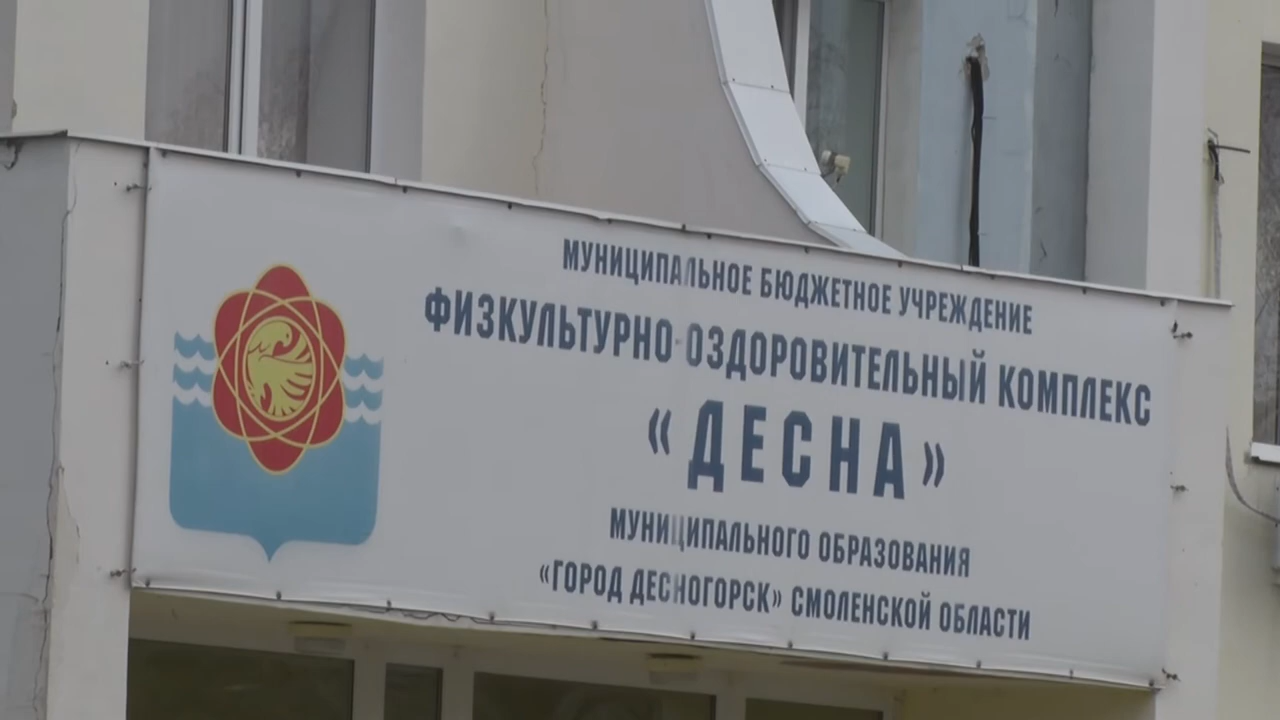 МУНИЦИПАЛЬНОЕ БЮДЖЕТНОЕ УЧРЕЖДЕНИЕ
ФИЗКУЛЬТУРНО-ОЗДОРОВИТЕЛЬНЫЙ КОМПЛЕКС
«ДЕСНА»
МУНИЦИПАЛЬНОГО ОБРАЗОВАНИЯ
«ГОРОД ДЕСНОГОРСК» СМОЛЕНСКОЙ ОБЛАСТИ